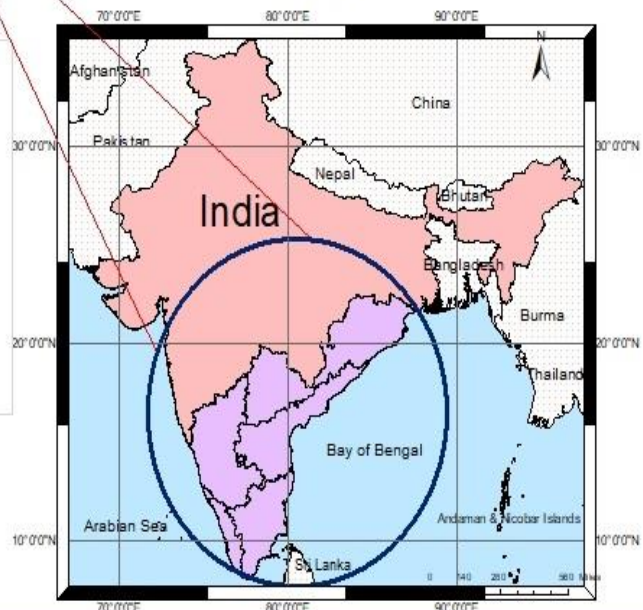 70°0'0"E 80°0'0"E 90°0'0"E
N
Afghanistan
China
30°0'0"N Pakistan 30°0'0"N
Nepal
Bhutan
India
Bangladesh
Burma
20°0'0"N 20°0'0"N
Thailand
Bay of Bengal
Arabian Sea
Andaman & Nicobar Islands
10°0'0"N 10°0'0"N
Sri Lanka
0 140 280 560 Miles
70°0'0"E 80°0'0"E 90°0'0"E